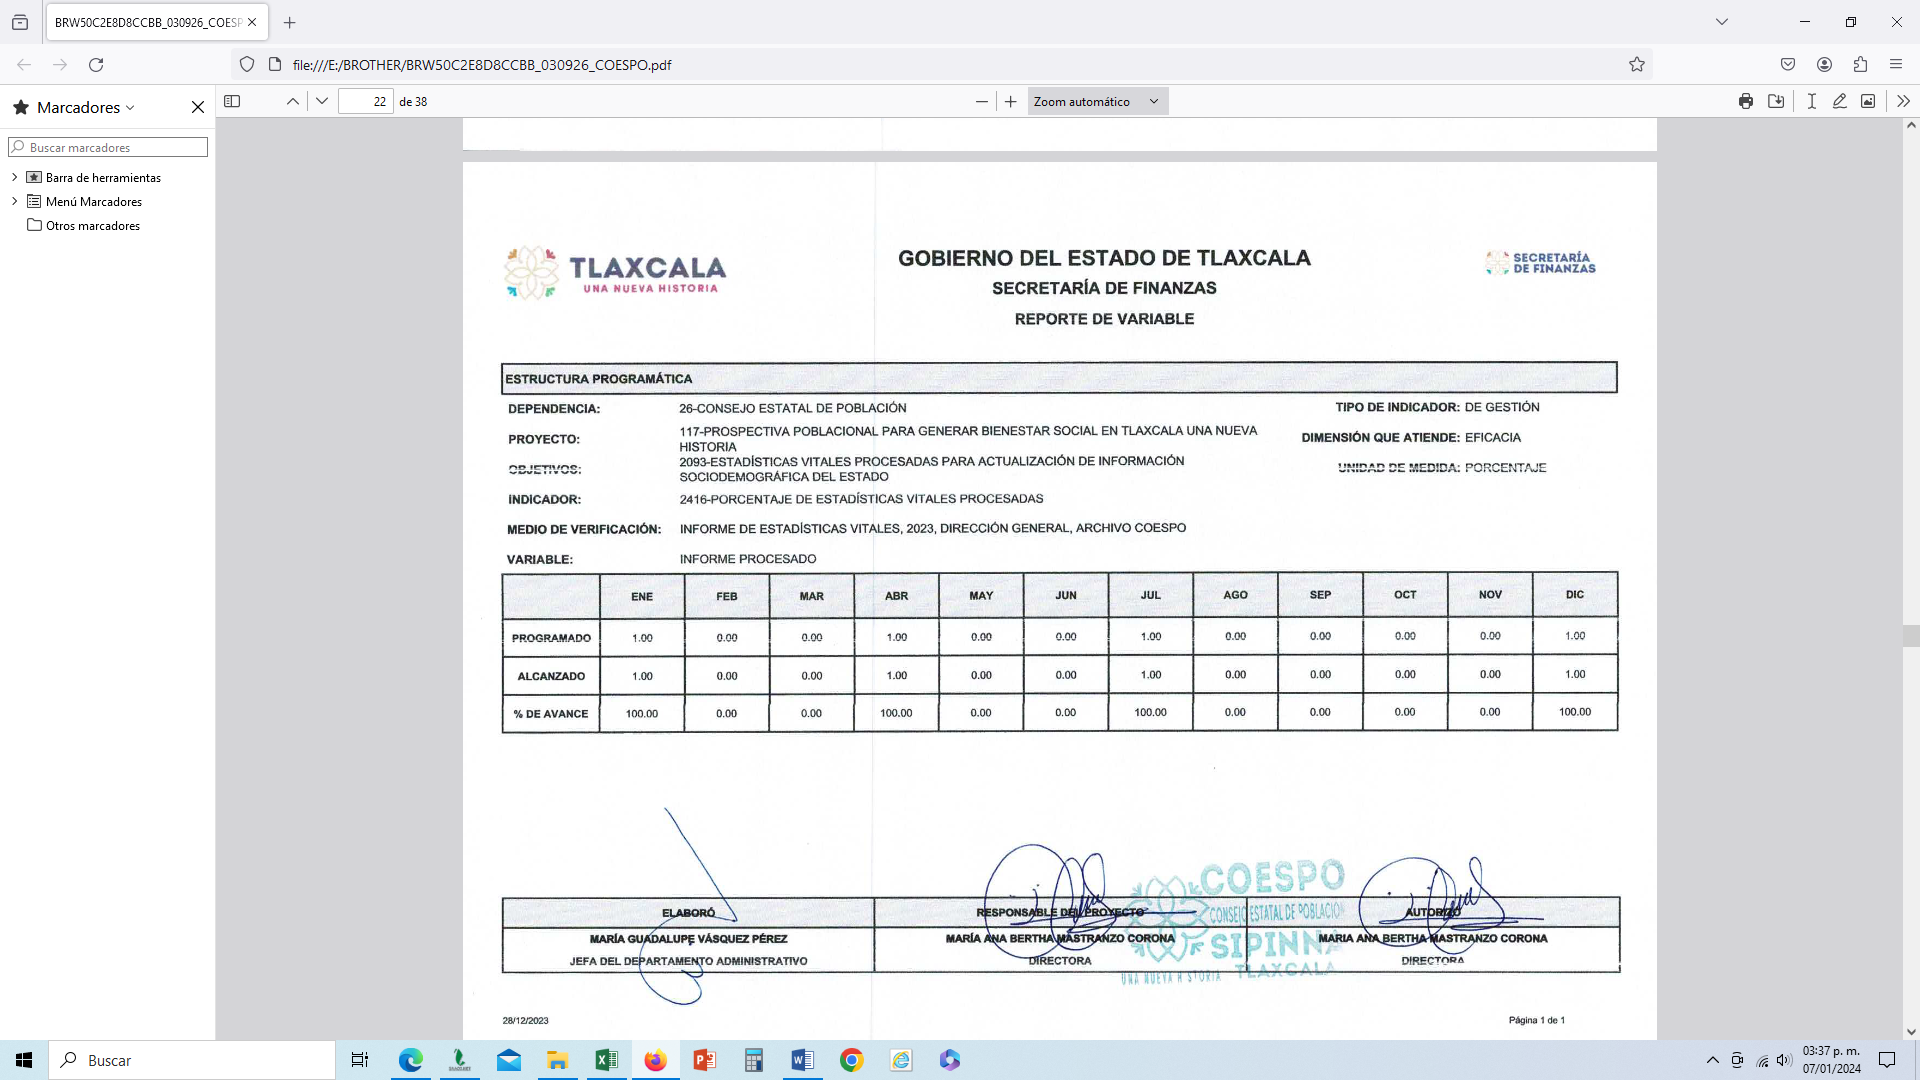 BRW50C2E8D8CCBB_030926_COESP
file:///E:/BROTHER/BRW50C2E8D8CCBB_030926_COESPO.pdf
Marcadores
22 de 38
Zoom automático
Buscar marcadores
Barra de herramientas
Menú Marcadores
Otros marcadores
TLAXCALA
UNA NUEVA HISTORIA
GOBIERNO DEL ESTADO DE TLAXCALA
SECRETARÍA DE FINANZAS
REPORTE DE VARIABLE
SECRETARÍA
DE FINANZAS
ESTRUCTURA PROGRAMÁTICA
DEPENDENCIA: 26-CONSEJO ESTATAL DE POBLACIÓN TIPO DE INDICADOR: DE GESTIÓN
PROYECTO: 117-PROSPECTIVA POBLACIONAL PARA GENERAR BIENESTAR SOCIAL EN TLAXCALA UNA NUEVA DIMENSIÓN QUE ATIENDE: EFICACIA
HISTORIA
OBJETIVOS: 2093-ESTADÍSTICAS VITALES PROCESADAS PARA ACTUALIZACIÓN DE INFORMACIÓN UNIDAD DE MEDIDA: PORCENTAJE
SOCIODEMOGRÁFICA DEL ESTADO
INDICADOR: 2416-PORCENTAJE DE ESTADÍSTICAS VITALES PROCESADAS
MEDIO DE VERIFICACIÓN: INFORME DE ESTADÍSTICAS VITALES, 2023, DIRECCIÓN GENERAL, ARCHIVO COESPO
VARIABLE: INFORME PROCESADO
ENE FEB MAR ABR MAY JUN JUL AGO SEP OCT NOV DIC
PROGRAMADO 1.00 0.00 0.00 1.00 0.00 0.00 1.00 0.00 0.00 0.00 0.00 1.00
ALCANZADO 1.00 0.00 0.00 1.00 0.00 0.00 1.00 0.00 0.00 0.00 0.00 1.00
% DE AVANCE 100.00 0.00 0.00 100.00 0.00 0.00 100.00 0.00 0.00 0.00 0.00 100.00
COESPO
CONSEJO ESTATAL DE POBLACIÓN
SIPINNA
TLAXCALA
UNA NUEVA HISTORIA
ELABORÓ RESPONSABLE DEL PROYECTO AUTORIZÓ
MARÍA GUADALUPE VÁSQUEZ PÉREZ MARÍA ANA BERTHA MASTRANZO CORONA MARIA ANA BERTHA MASTRANZO CORONA
JEFA DEL DEPARTAMENTO ADMINISTRATIVO DIRECTORA DIRECTORA
28/12/2023 Página 1 de 1
Buscar
03:37 p. m.
07/01/2024